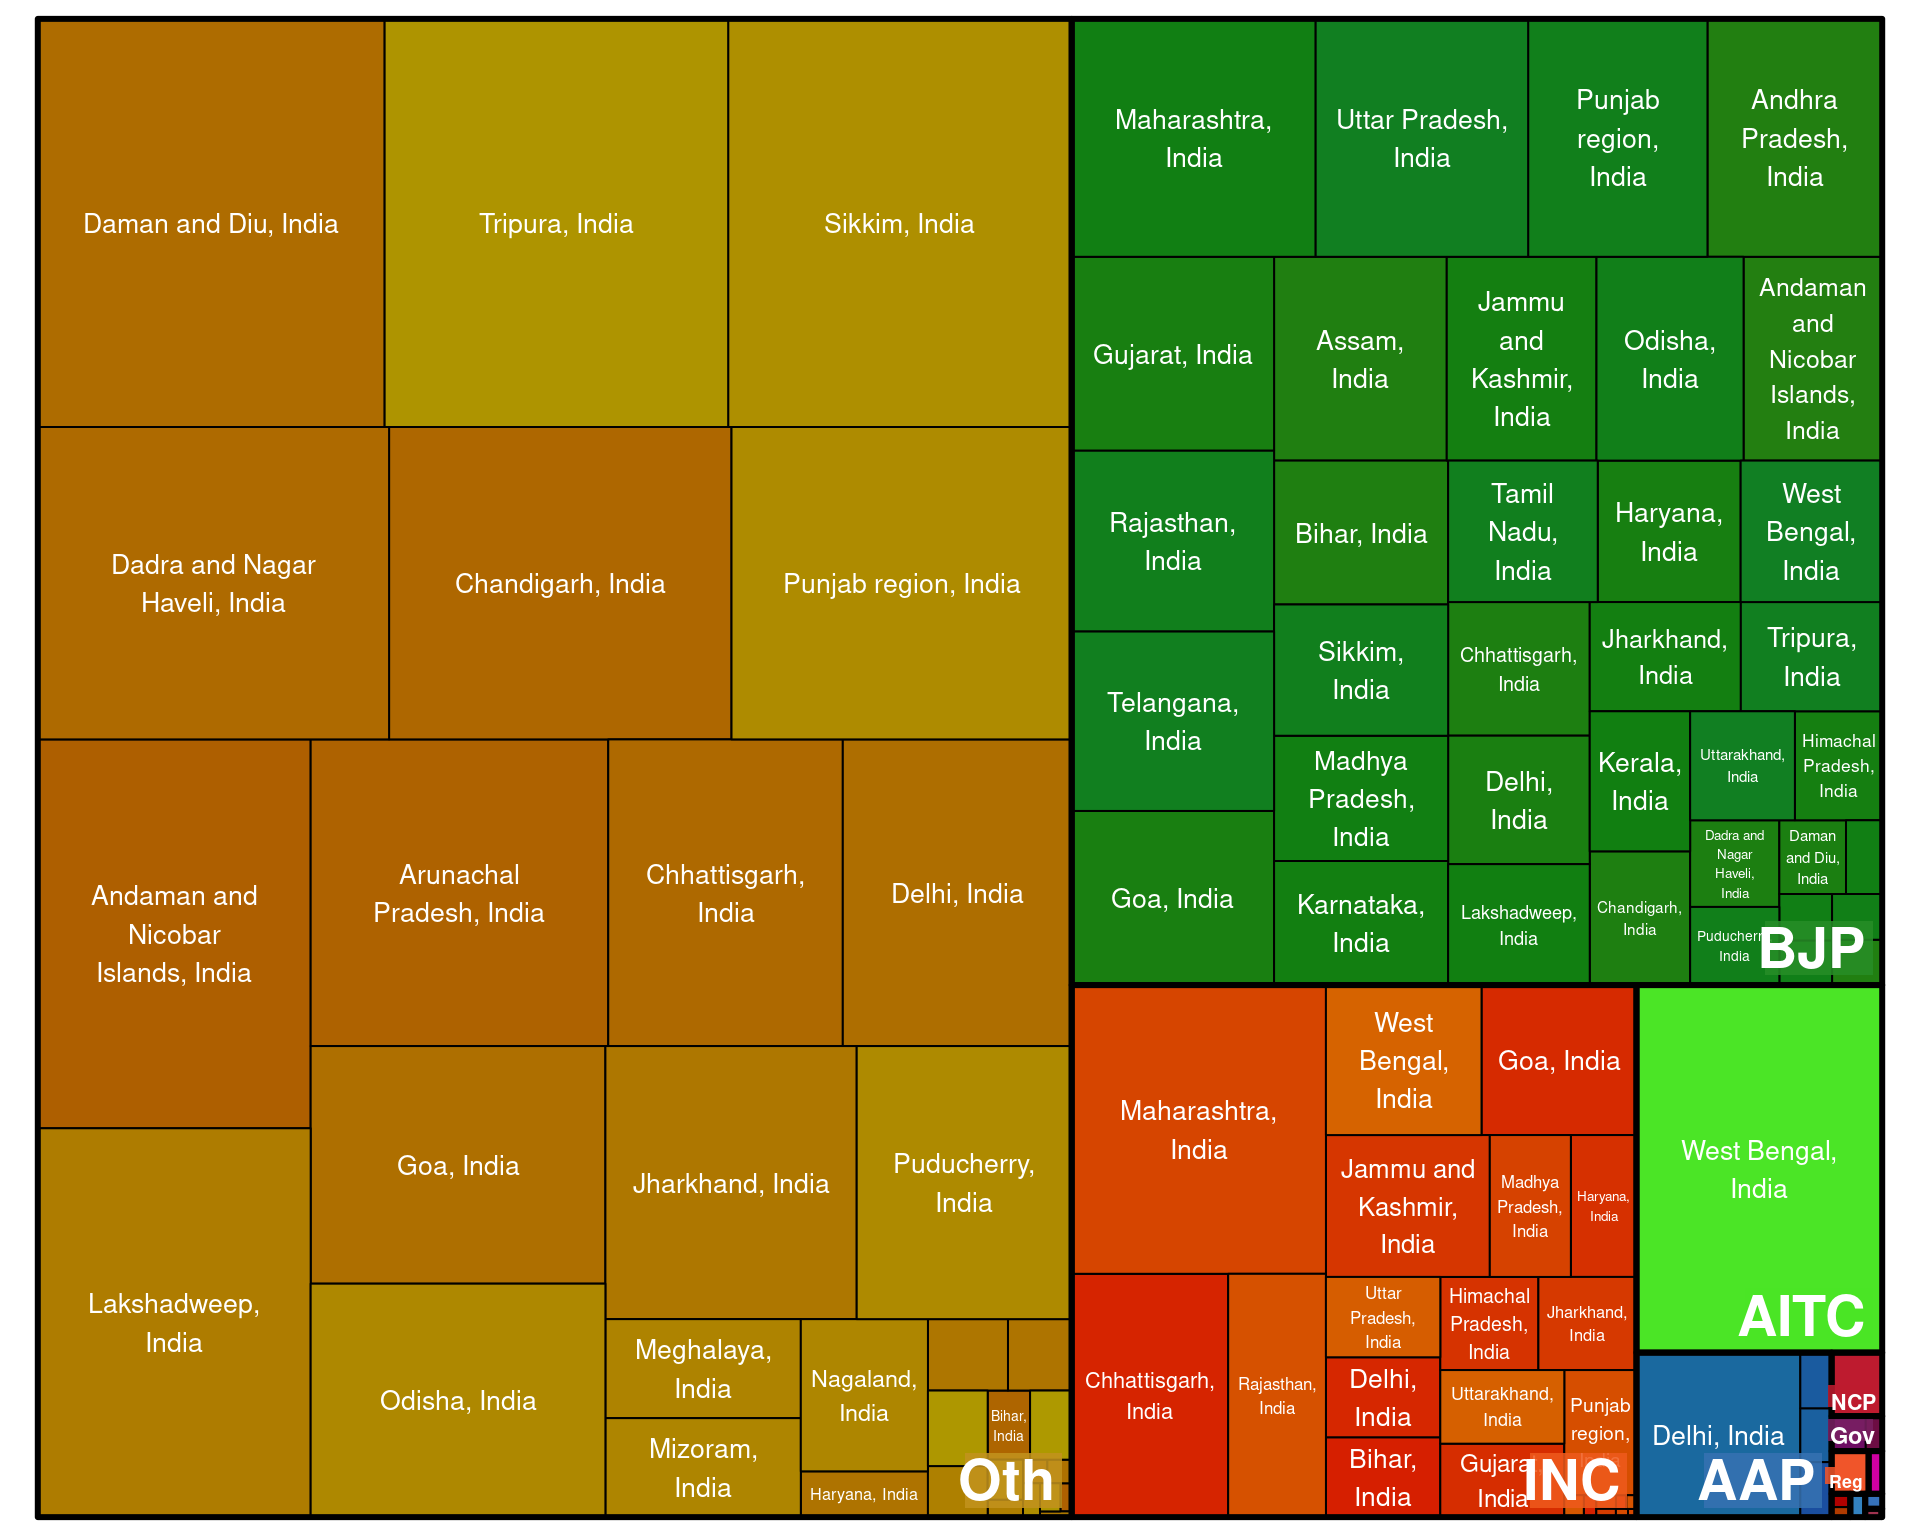 Daman and Diu, India
Tripura, India
Sikkim, India
Dadra and Nagar
Haveli, India
Chandigarh, India
Punjab region, India
Andaman and
Nicobar
Islands, India
Arunachal
Pradesh, India
Chhattisgarh,
India
Delhi, India
Lakshadweep,
India
Goa, India
Jharkhand, India
Puducherry,
India
Odisha, India
Meghalaya,
India
Mizoram,
India
Nagaland,
India
Haryana, India
Bihar,
India
Oth
Maharashtra,
India
Uttar Pradesh,
India
Punjab
region,
India
Andhra
Pradesh,
India
Gujarat, India
Assam,
India
Jammu
and
Kashmir,
India
Odisha,
India
Andaman
and
Nicobar
Islands,
India
Rajasthan,
India
Bihar, India
Tamil
Nadu,
India
Haryana,
India
West
Bengal,
India
Telangana,
India
Sikkim,
India
Chhattisgarh,
India
Jharkhand,
India
Tripura,
India
Madhya
Pradesh,
India
Delhi,
India
Kerala,
India
Uttarakhand,
India
Himachal
Pradesh,
India
Goa, India
Karnataka,
India
Lakshadweep,
India
Chandigarh,
India
Dadra and
Nagar
Haveli,
India
Daman
and Diu,
India
India
BJP
Maharashtra,
India
West
Bengal,
India
Goa, India
Jammu and
Kashmir,
India
Madhya
Pradesh,
India
Haryana,
India
Chhattisgarh,
India
Rajasthan,
India
Uttar
Pradesh,
India
Himachal
Pradesh,
India
Jharkhand,
India
Delhi,
India
Uttarakhand,
India
Punjab
region,
Bihar,
India
India
INC
West Bengal,
India
AITC
Delhi, India
AAP
NCP
Gov
Reg